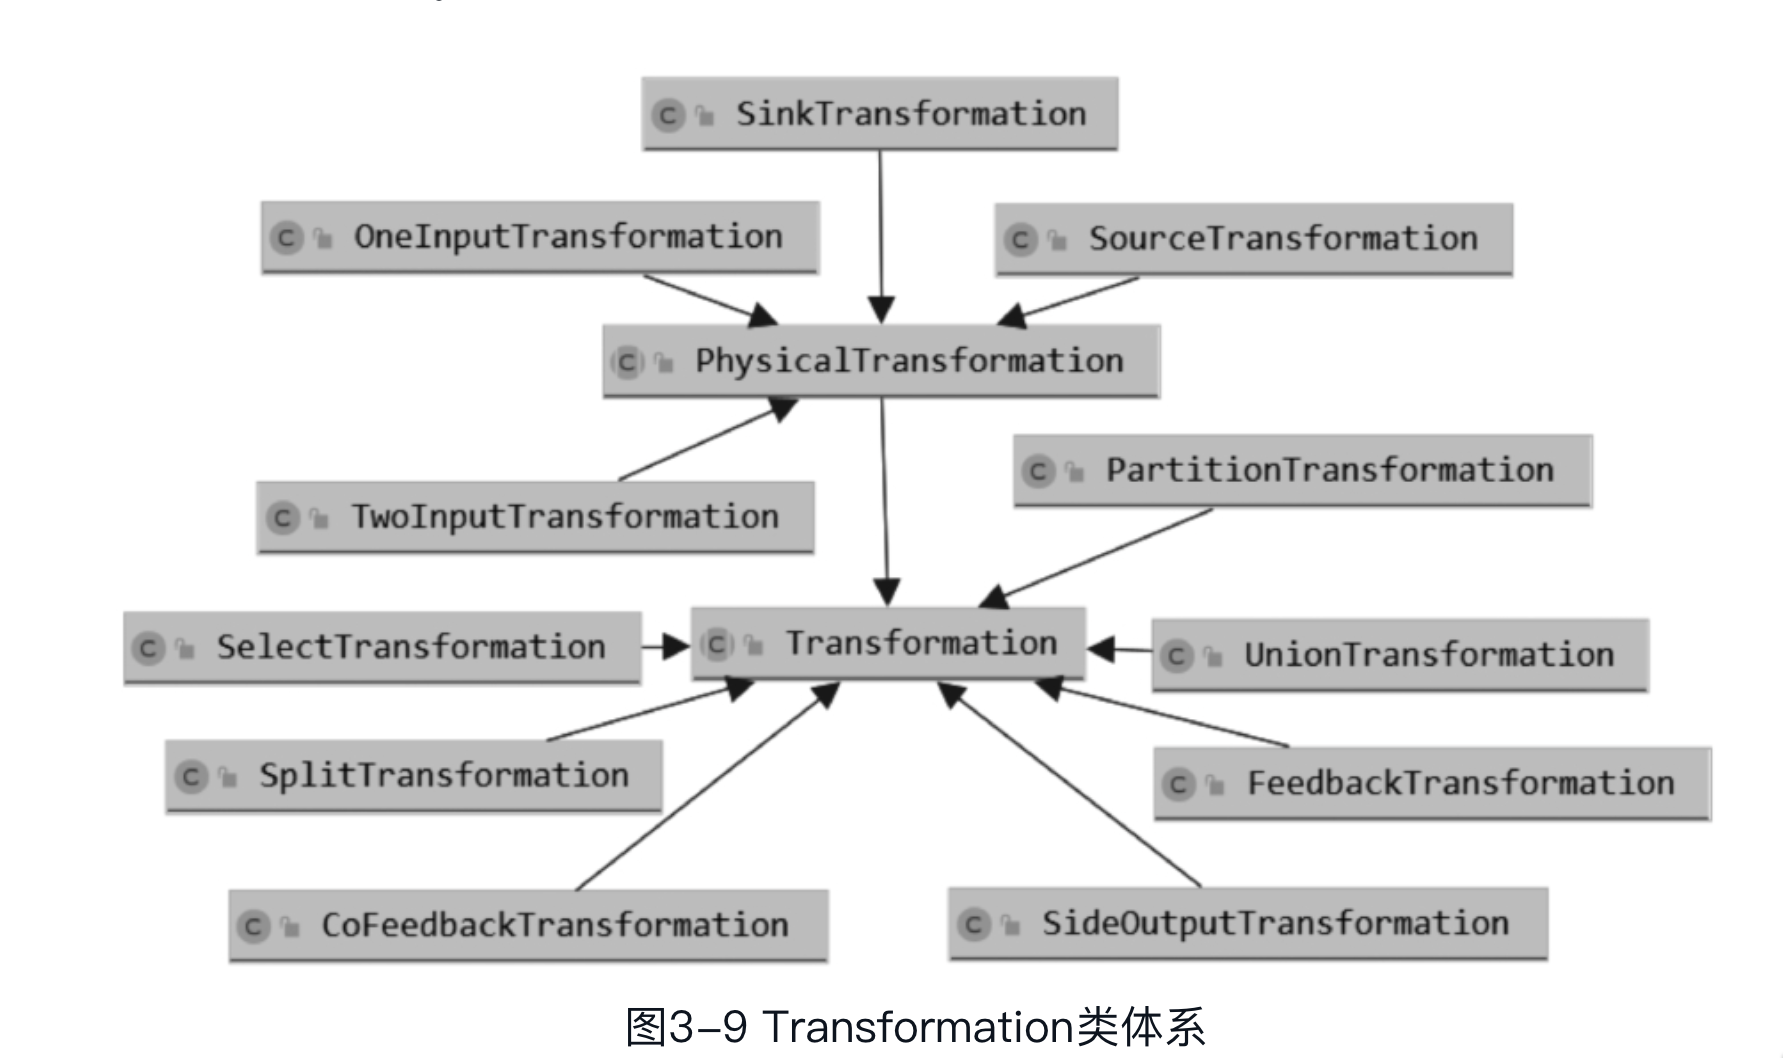 SinkTransformation
OneInputTransformation
SourceTransformation
PhysicalTransformation
PartitionTransformation
TwoInputTransformation
SelectTransformation
Transformation
UnionTransformation
SplitTransformation
FeedbackTransformation
CoFeedbackTransformation
SideOutputTransformation
图3-9 Transformation类体系